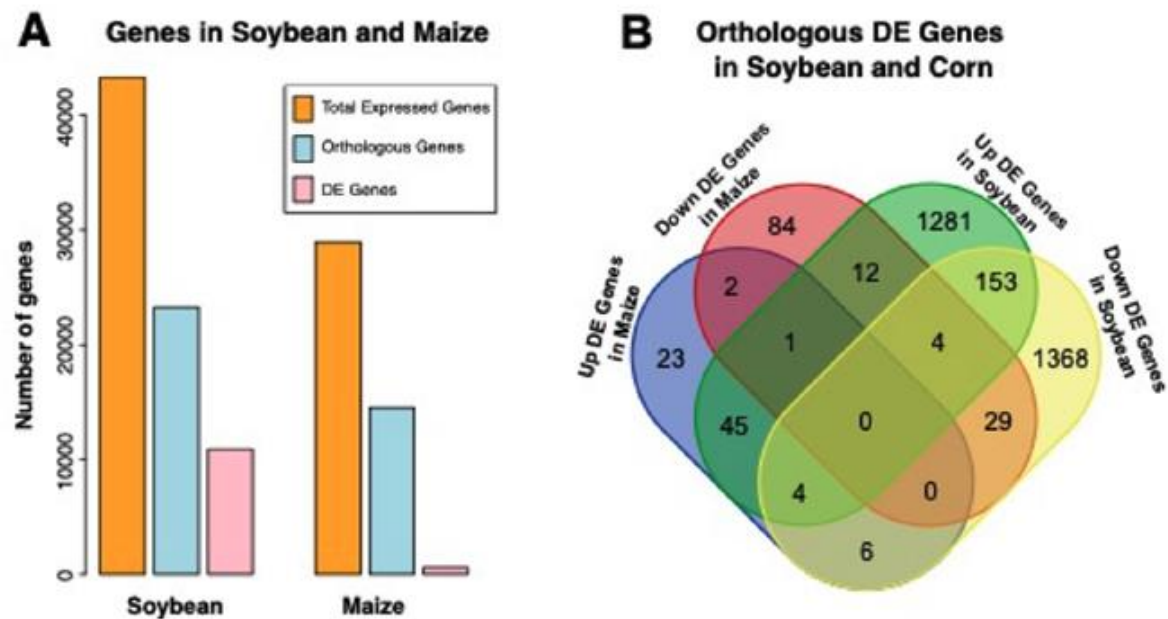 A
Genes in Soybean and Maize
Number of genes
40000
30000
20000
10000
0
Total Expressed Genes
Orthologous Genes
DE Genes
Soybean
Maize
B
Orthologous DE Genes
in Soybean and Corn
Up DE Genes
in Maize
Down DE Genes
in Maize
Up DE Genes
in Soybean
Down DE Genes
in Soybean
84
1281
2
12
153
23
1
4
1368
45
0
29
4
0
6